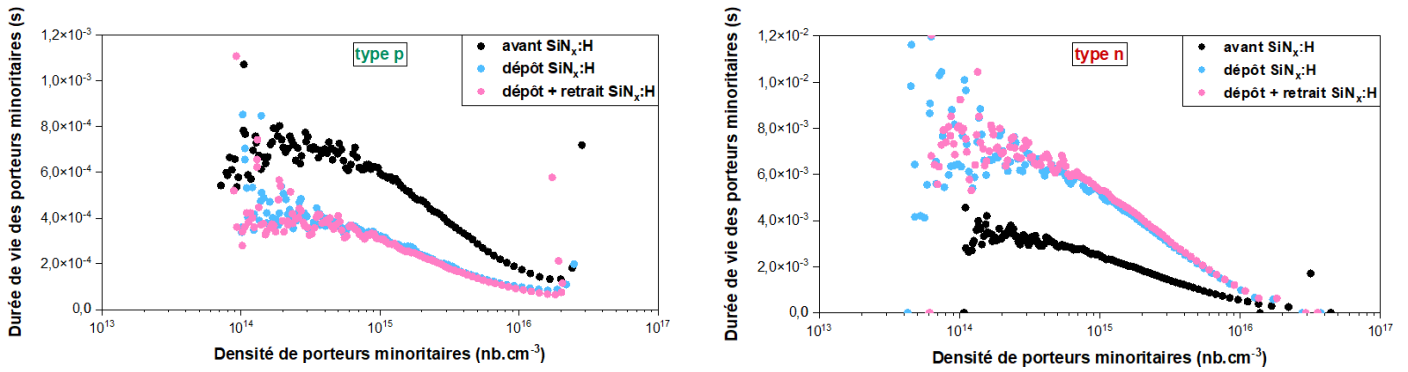 Durée de vie des porteurs minoritaires (s)
1,2×10⁻³
1,0×10⁻³
8,0×10⁻⁴
6,0×10⁻⁴
4,0×10⁻⁴
2,0×10⁻⁴
0,0
type p
avant SiNₓ:H
dépôt SiNₓ:H
dépôt + retrait SiNₓ:H
10¹³ 10¹⁴ 10¹⁵ 10¹⁶ 10¹⁷
Densité de porteurs minoritaires (nb.cm⁻³)
Durée de vie des porteurs minoritaires (s)
1,2×10⁻²
1,0×10⁻²
8,0×10⁻³
6,0×10⁻³
4,0×10⁻³
2,0×10⁻³
0,0
type n
avant SiNₓ:H
dépôt SiNₓ:H
dépôt + retrait SiNₓ:H
10¹³ 10¹⁴ 10¹⁵ 10¹⁶ 10¹⁷
Densité de porteurs minoritaires (nb.cm⁻³)